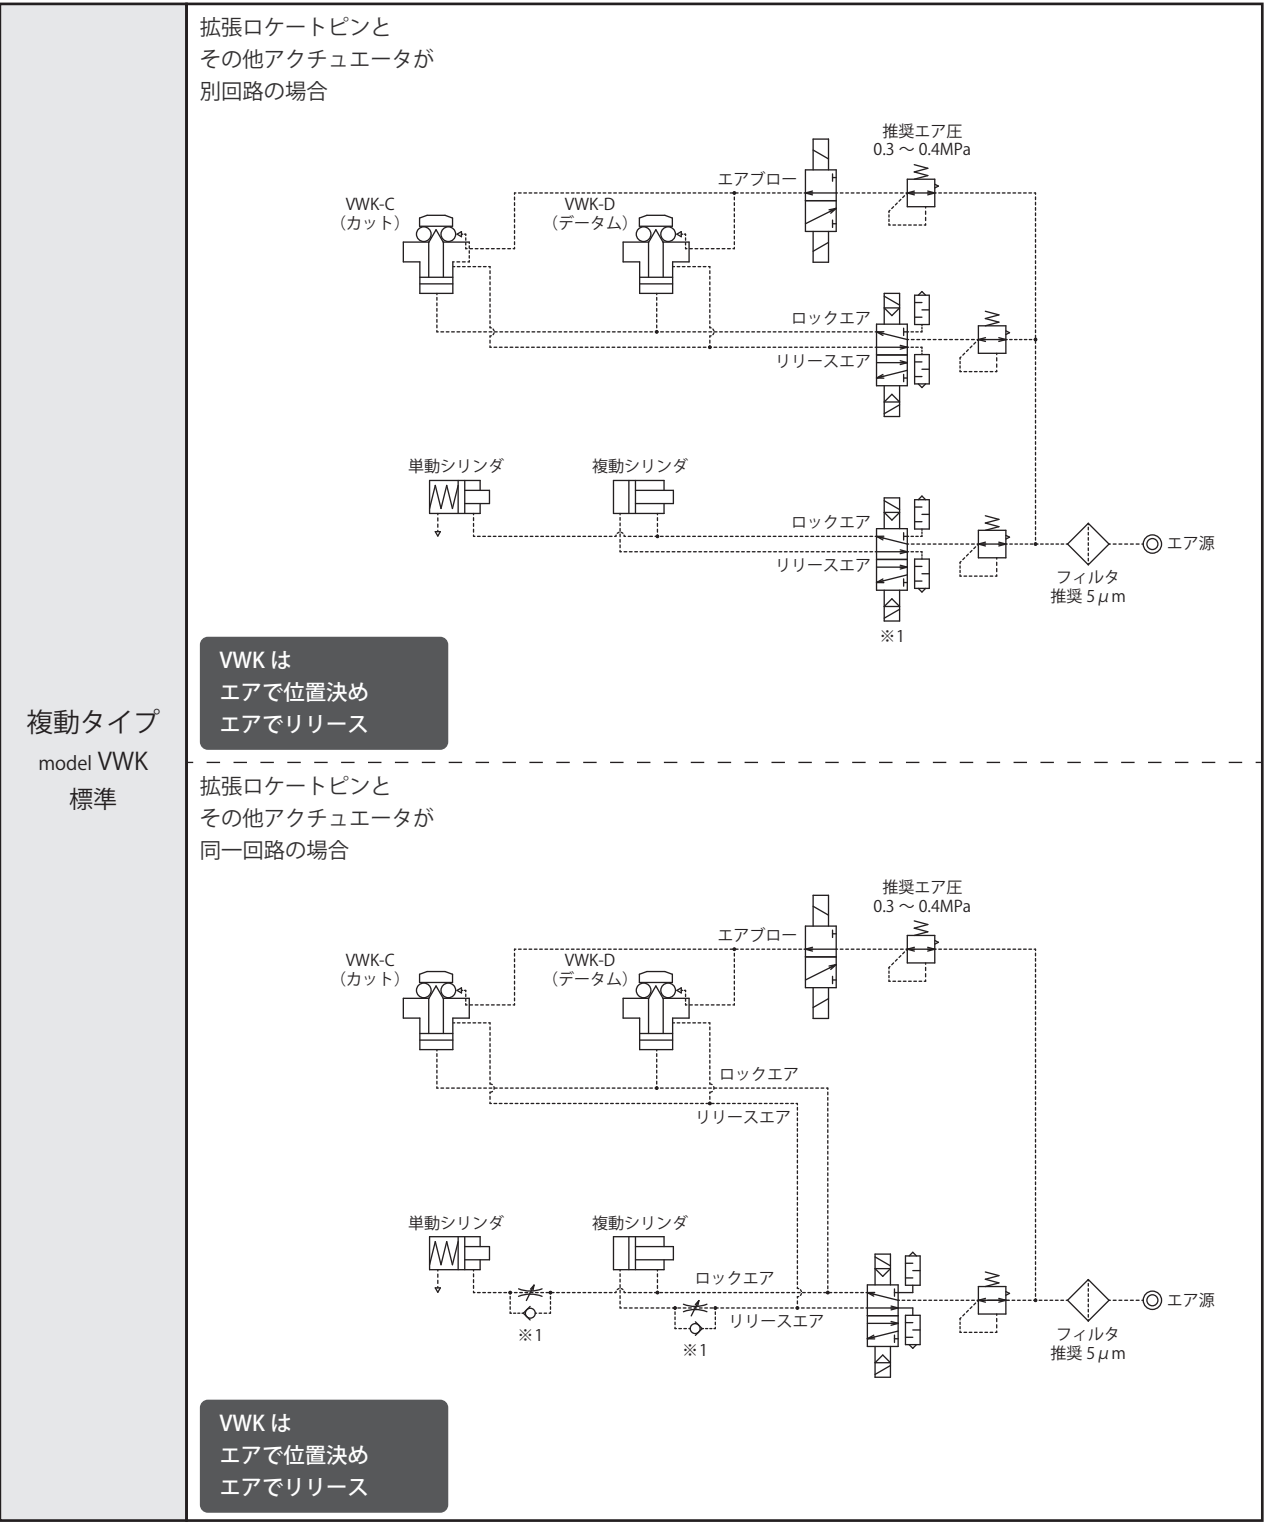 複動タイプ
model VWK
標準
拡張ロケートピンと
その他アクチュエータが
別回路の場合
推奨エア圧
0.3 ～ 0.4MPa
エアブロー
VWK-C
（カット）
VWK-D
（データム）
ロックエア
リリースエア
単動シリンダ
複動シリンダ
ロックエア
リリースエア
エア源
フィルタ
推奨 5μm
※1
VWK は
エアで位置決め
エアでリリース
拡張ロケートピンと
その他アクチュエータが
同一回路の場合
推奨エア圧
0.3 ～ 0.4MPa
エアブロー
VWK-C
（カット）
VWK-D
（データム）
ロックエア
リリースエア
単動シリンダ
複動シリンダ
ロックエア
リリースエア
エア源
フィルタ
推奨 5μm
※1
※1
VWK は
エアで位置決め
エアでリリース